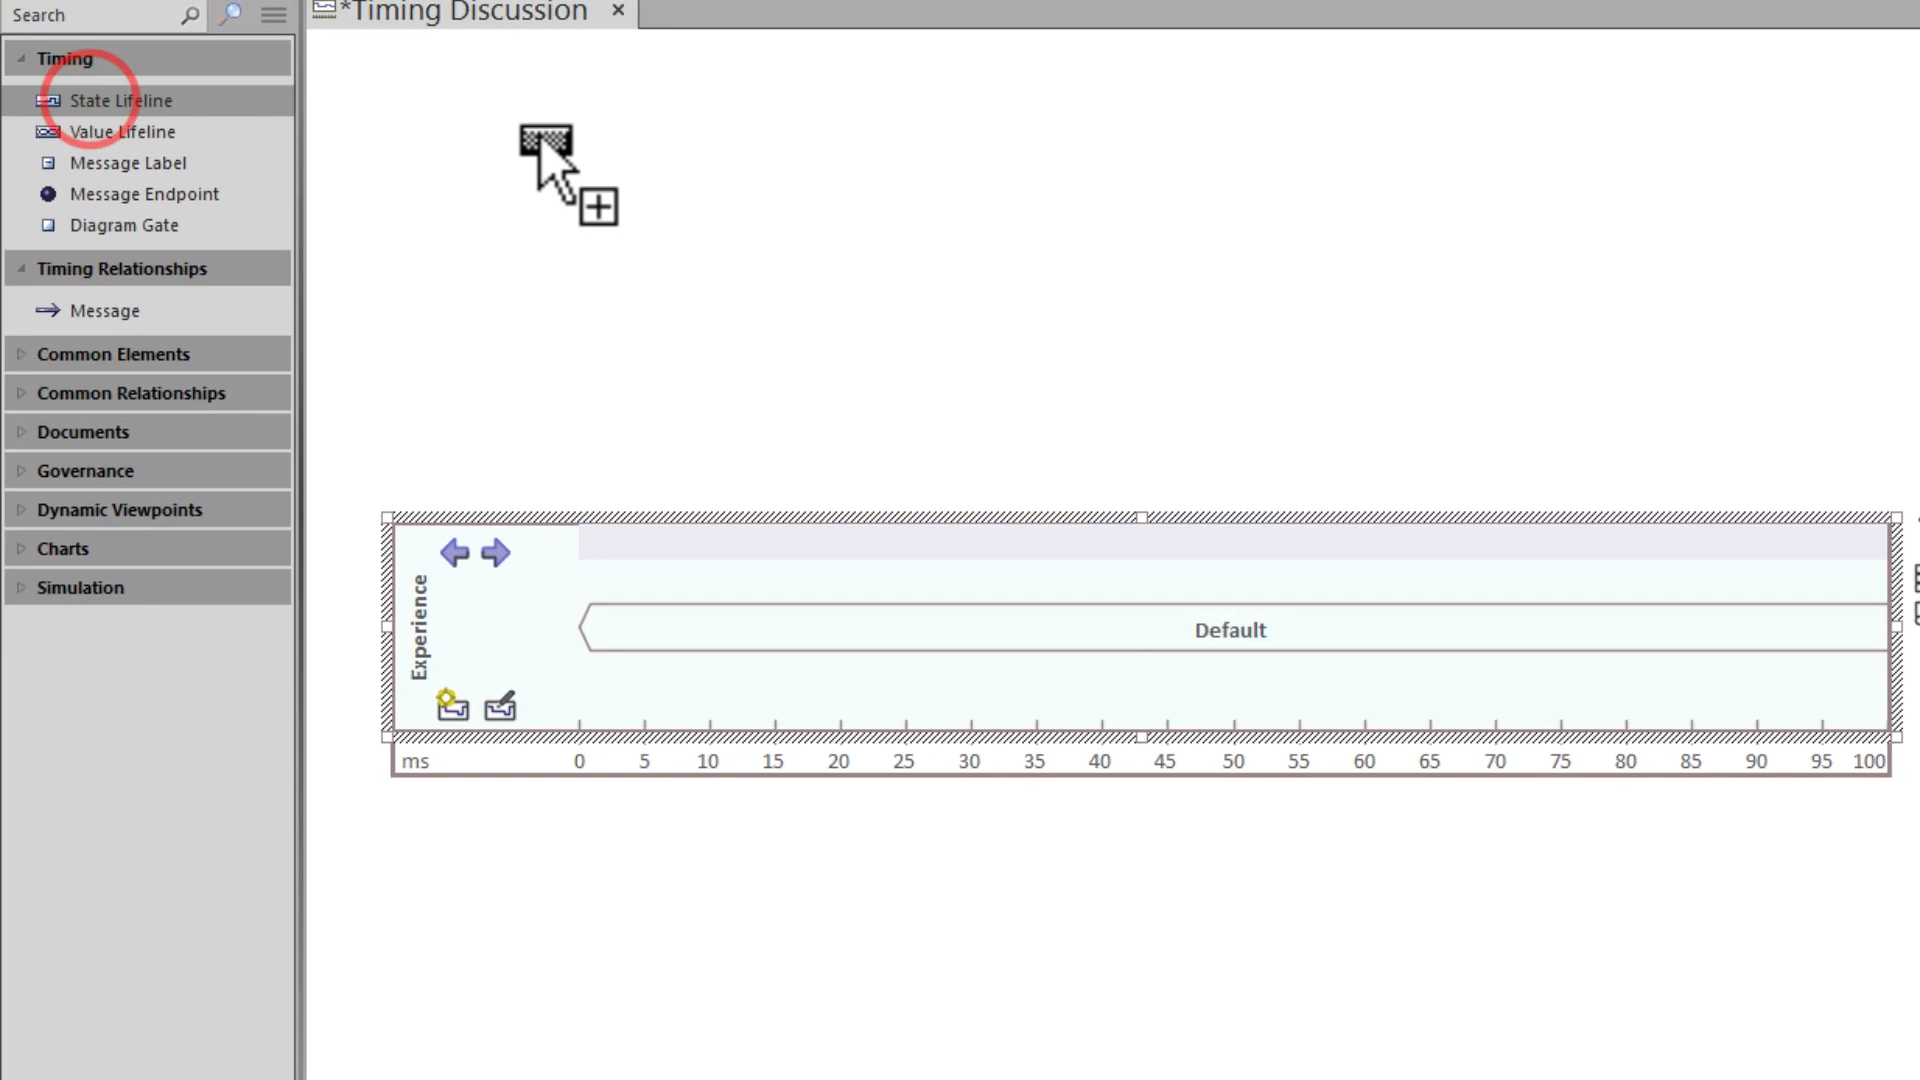 Search
*Timing Discussion
Timing
State Lifeline
Value Lifeline
Message Label
Message Endpoint
Diagram Gate
Timing Relationships
Message
Common Elements
Common Relationships
Documents
Governance
Dynamic Viewpoints
Charts
Simulation
Experience
Default
ms 0 5 10 15 20 25 30 35 40 45 50 55 60 65 70 75 80 85 90 95 100